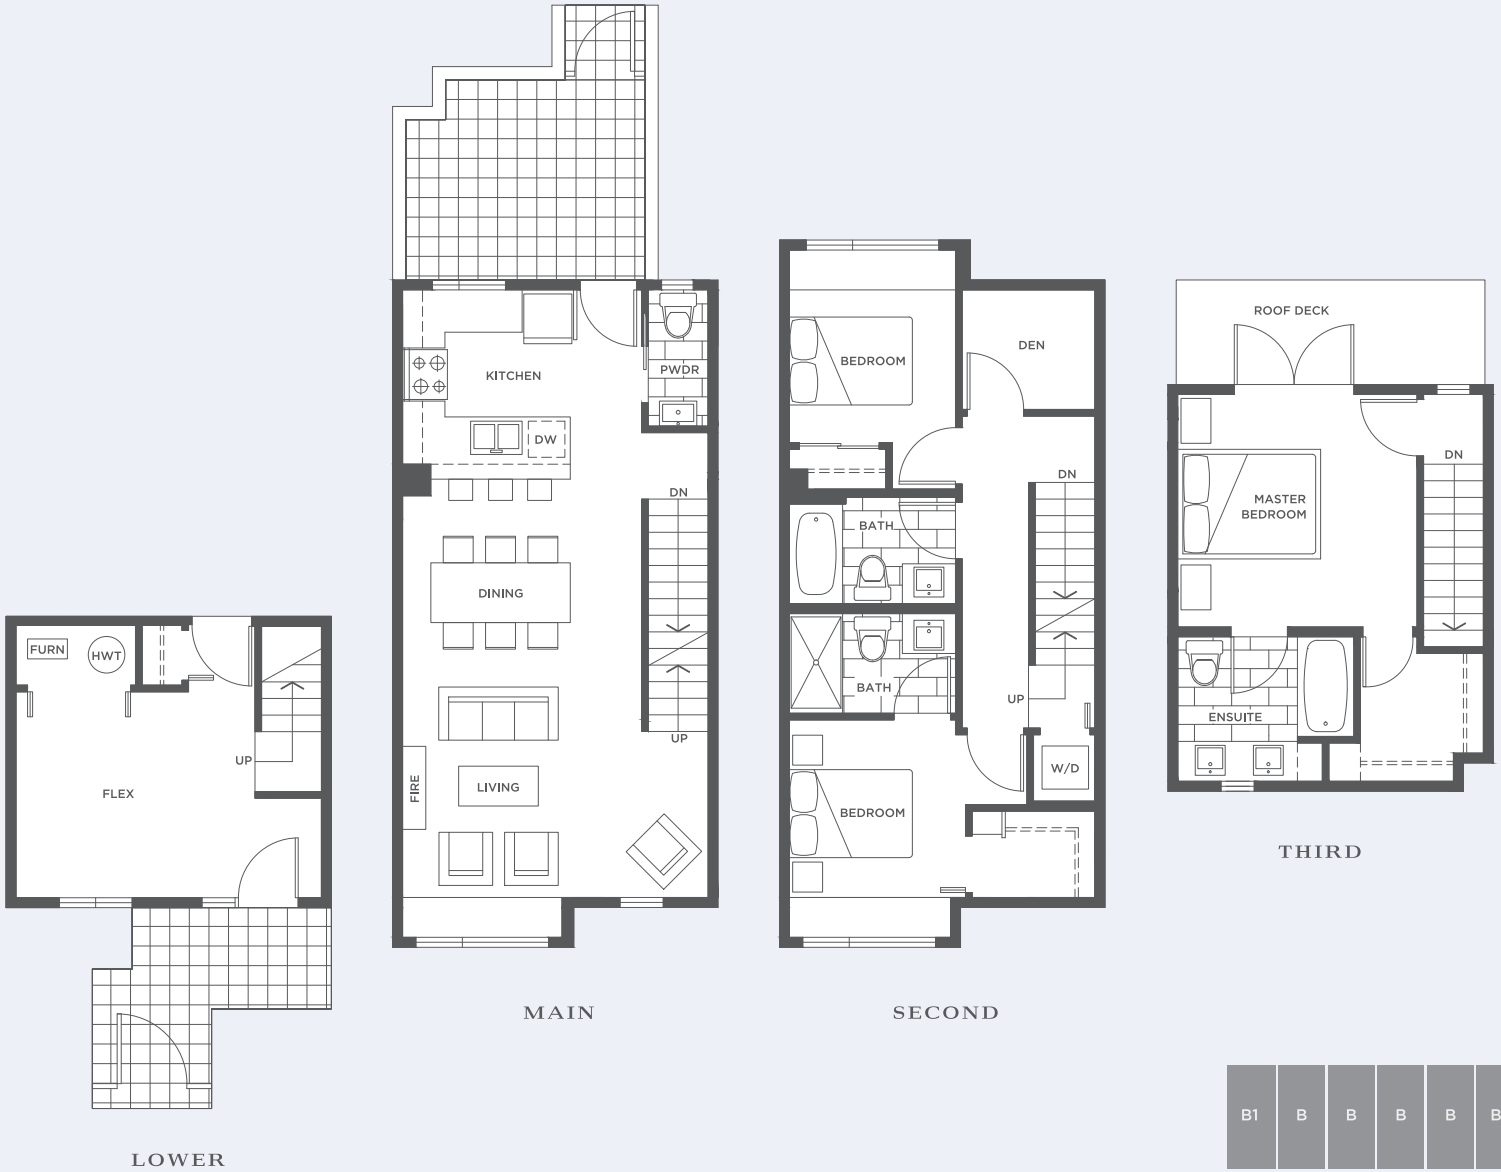 FURN
HWT
UP
FLEX
LOWER
KITCHEN
PWDR
DW
DN
DINING
UP
FIRE
LIVING
MAIN
BEDROOM
DEN
DN
BATH
BATH
UP
W/D
BEDROOM
SECOND
ROOF DECK
DN
MASTER
BEDROOM
ENSUITE
THIRD
B1 B B B B B